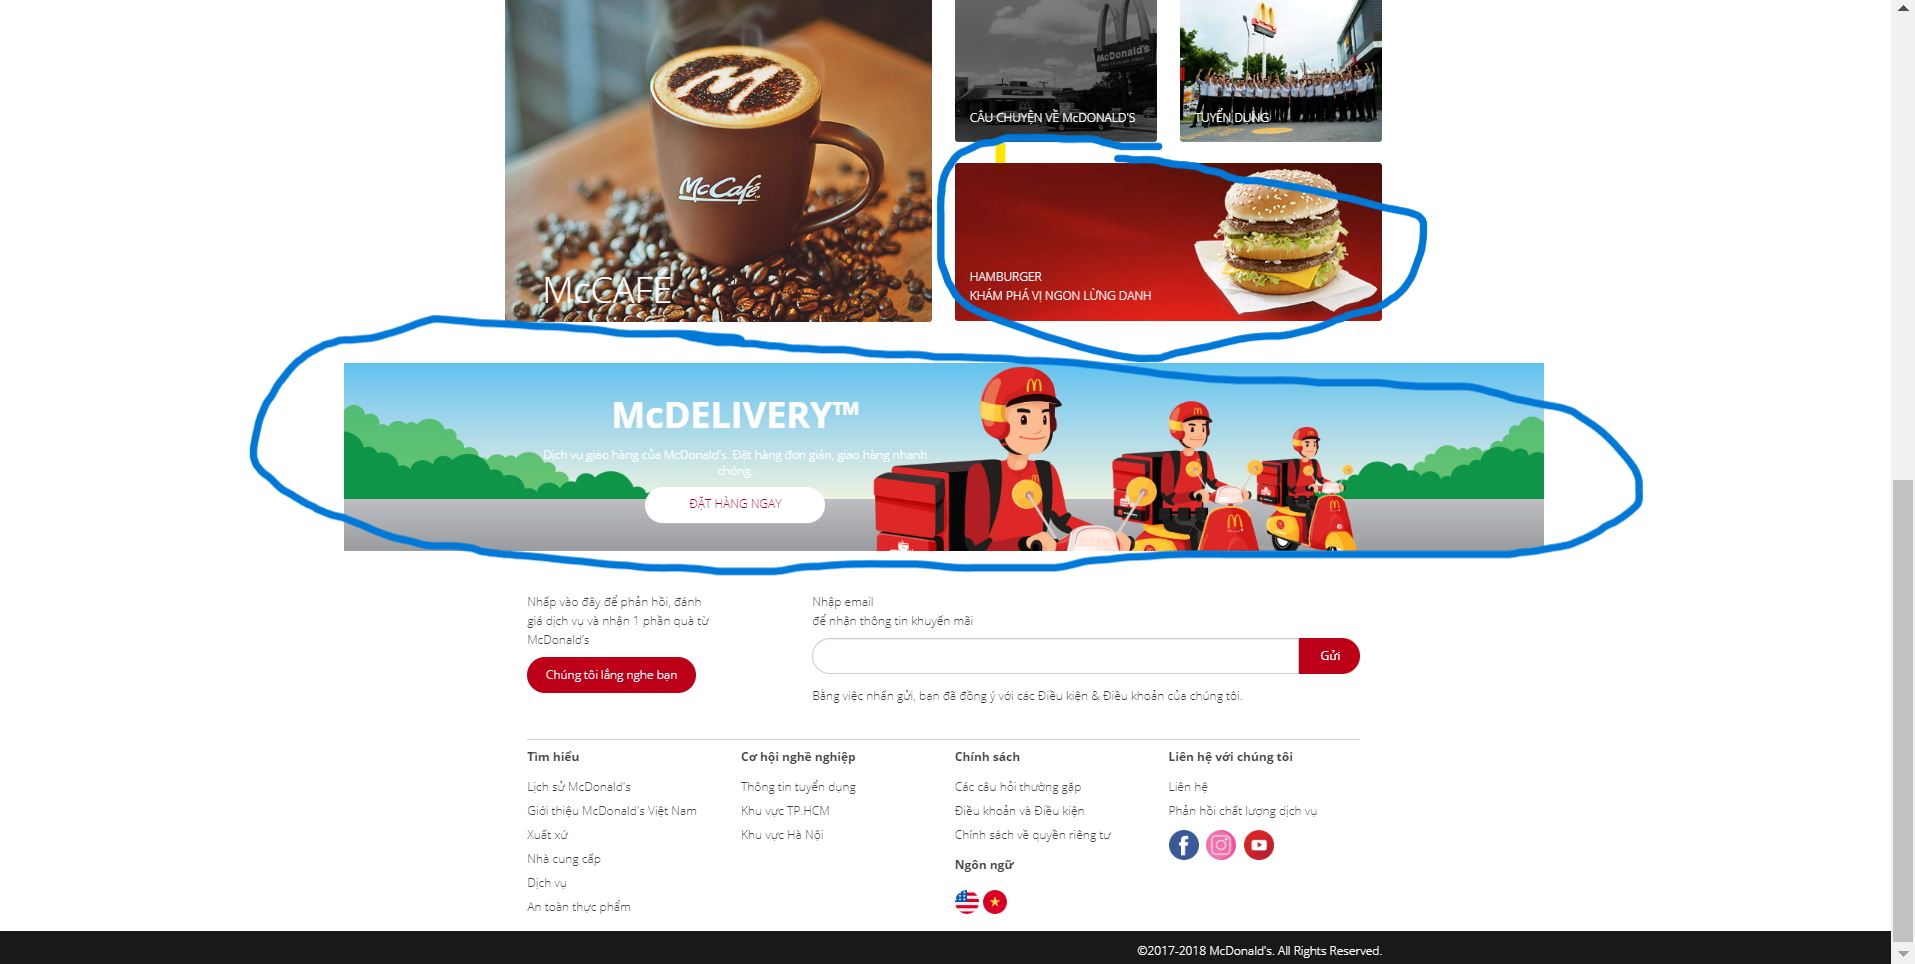 McDonald's
CÂU CHUYỆN VỀ McDONALD'S
TUYỂN DỤNG
McCafé
McCAFÉ
HAMBURGER
KHÁM PHÁ VỊ NGON LỪNG DANH
McDELIVERY™
Dịch vụ giao hàng của McDonald's. Đặt hàng đơn giản, giao hàng nhanh
chóng.
ĐẶT HÀNG NGAY
Nhấp vào đây để phản hồi, đánh
giá dịch vụ và nhận 1 phần quà từ
McDonald's
Chúng tôi lắng nghe bạn
Nhập email
để nhận thông tin khuyến mãi
Gửi
Bằng việc nhấn gửi, bạn đã đồng ý với các Điều kiện & Điều khoản của chúng tôi.
Tìm hiểu
Lịch sử McDonald's
Giới thiệu McDonald's Việt Nam
Xuất xứ
Nhà cung cấp
Dịch vụ
An toàn thực phẩm
Cơ hội nghề nghiệp
Thông tin tuyển dụng
Khu vực TP.HCM
Khu vực Hà Nội
Chính sách
Các câu hỏi thường gặp
Điều khoản và Điều kiện
Chính sách về quyền riêng tư
Ngôn ngữ
Liên hệ với chúng tôi
Liên hệ
Phản hồi chất lượng dịch vụ
©2017-2018 McDonald's. All Rights Reserved.